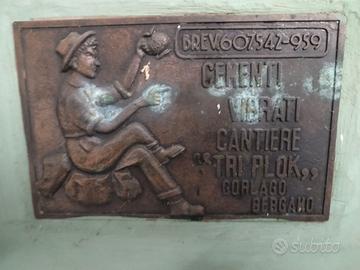 BREV.607542-959
CEMENTI
VIBRATI
CANTIERE
"TRI PLOK„
GORLAGO
BERGAMO
subito